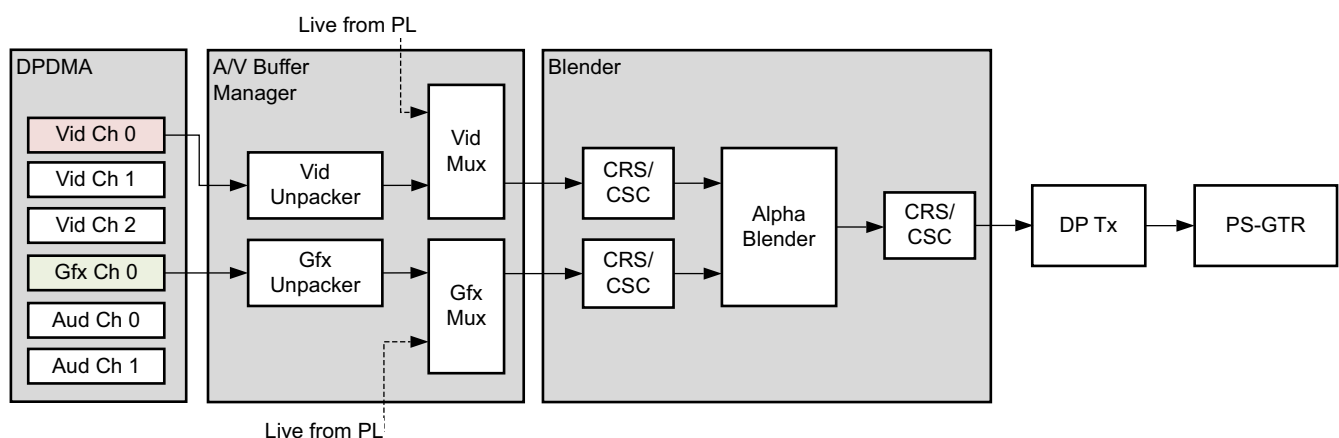 Live from PL
DPDMA
Vid Ch 0
Vid Ch 1
Vid Ch 2
Gfx Ch 0
Aud Ch 0
Aud Ch 1
A/V Buffer
Manager
Vid
Unpacker
Gfx
Unpacker
Vid
Mux
Gfx
Mux
Live from PL
Blender
CRS/
CSC
CRS/
CSC
Alpha
Blender
CRS/
CSC
DP Tx
PS-GTR